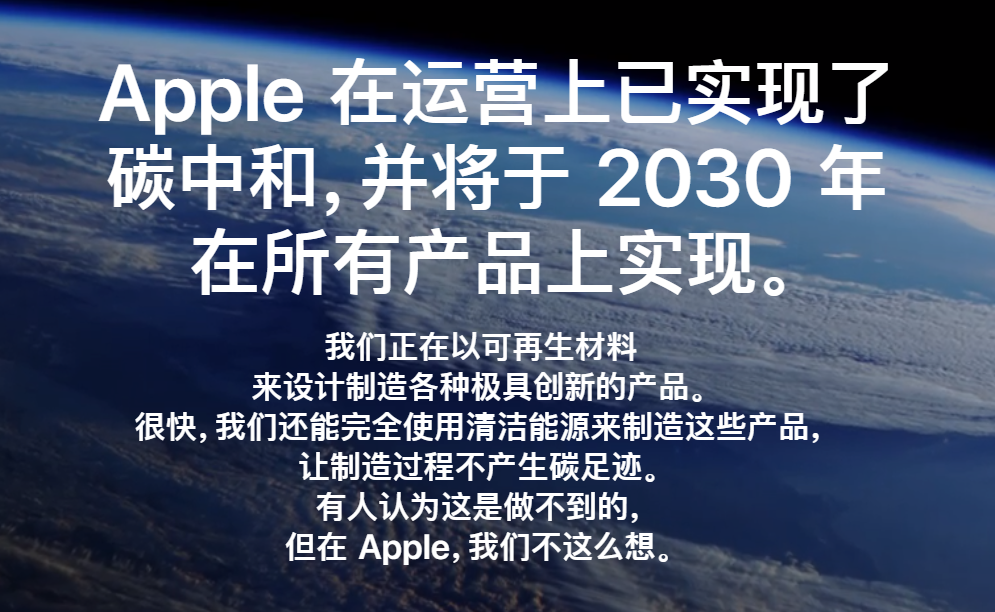 Apple 在运营上已实现了
碳中和，并将于 2030 年
在所有产品上实现。
我们正在以可再生材料
来设计制造各种极具创新的产品。
很快，我们还能完全使用清洁能源来制造这些产品，
让制造过程不产生碳足迹。
有人认为这是做不到的，
但在 Apple，我们不这么想。